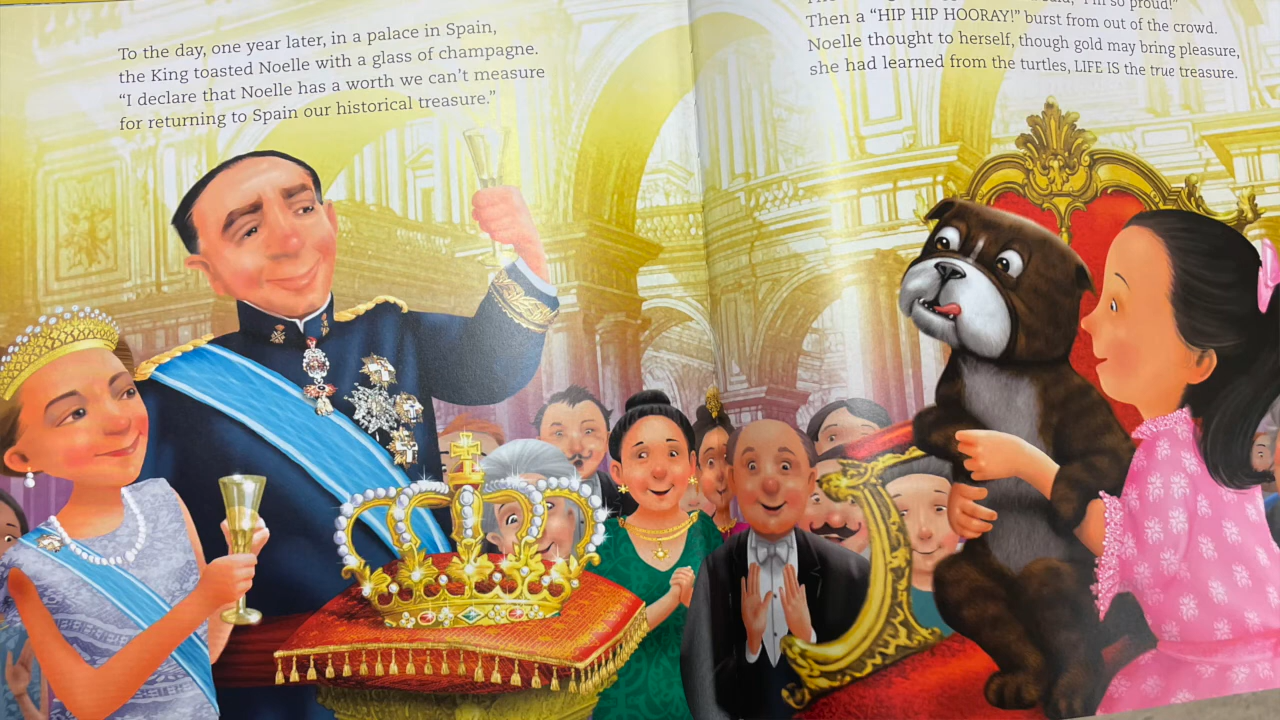 To the day, one year later, in a palace in Spain,
the King toasted Noelle with a glass of champagne.
“I declare that Noelle has a worth we can’t measure
for returning to Spain our historical treasure.”
so proud!”
Then a “HIP HIP HOORAY!” burst from out of the crowd.
Noelle thought to herself, though gold may bring pleasure,
she had learned from the turtles, LIFE IS the true treasure.